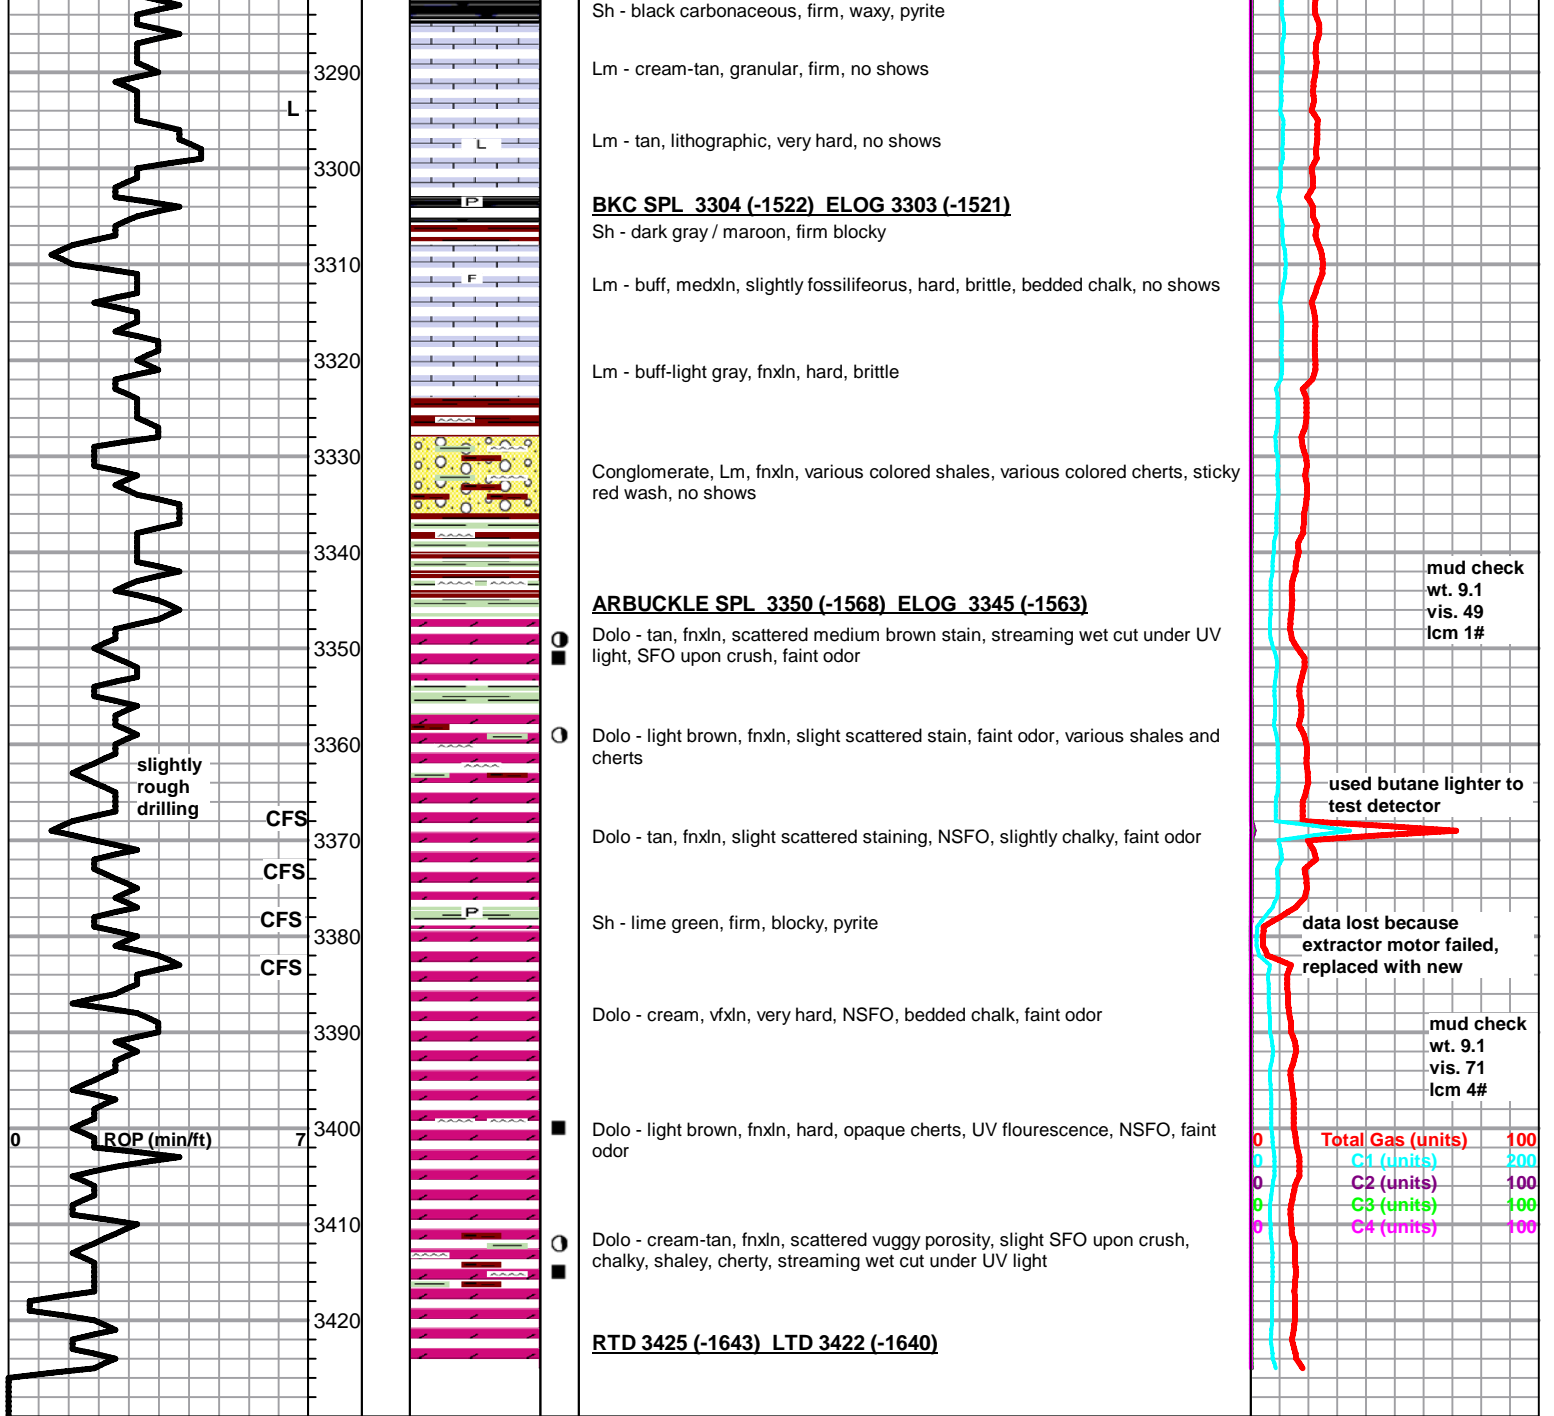 Sh - black carbonaceous, firm, waxy, pyrite
3290
Lm - cream-tan, granular, firm, no shows
L
Lm - tan, lithographic, very hard, no shows
L
3300
P
BKC SPL 3304 (-1522) ELOG 3303 (-1521)
Sh - dark gray / maroon, firm blocky
3310
F
Lm - buff, medxln, slightly fossilifeorus, hard, brittle, bedded chalk, no shows
3320
Lm - buff-light gray, fnxln, hard, brittle
3330
Conglomerate, Lm, fnxln, various colored shales, various colored cherts, sticky
red wash, no shows
3340
mud check
wt. 9.1
vis. 49
lcm 1#
ARBUCKLE SPL 3350 (-1568) ELOG 3345 (-1563)
3350
Dolo - tan, fnxln, scattered medium brown stain, streaming wet cut under UV
light, SFO upon crush, faint odor
3360
Dolo - light brown, fnxln, slight scattered stain, faint odor, various shales and
cherts
slightly
rough
drilling
used butane lighter to
test detector
CFS
3370
Dolo - tan, fnxln, slight scattered staining, NSFO, slightly chalky, faint odor
CFS
P
CFS
Sh - lime green, firm, blocky, pyrite
data lost because
extractor motor failed,
replaced with new
3380
CFS
Dolo - cream, vfxln, very hard, NSFO, bedded chalk, faint odor
3390
mud check
wt. 9.1
vis. 71
lcm 4#
3400
0 ROP (min/ft) 7
Dolo - light brown, fnxln, hard, opaque cherts, UV flourescence, NSFO, faint
odor
0 Total Gas (units) 100
0 C1 (units) 200
0 C2 (units) 100
0 C3 (units) 100
0 C4 (units) 100
3410
Dolo - cream-tan, fnxln, scattered vuggy porosity, slight SFO upon crush,
chalky, shaley, cherty, streaming wet cut under UV light
3420
RTD 3425 (-1643) LTD 3422 (-1640)